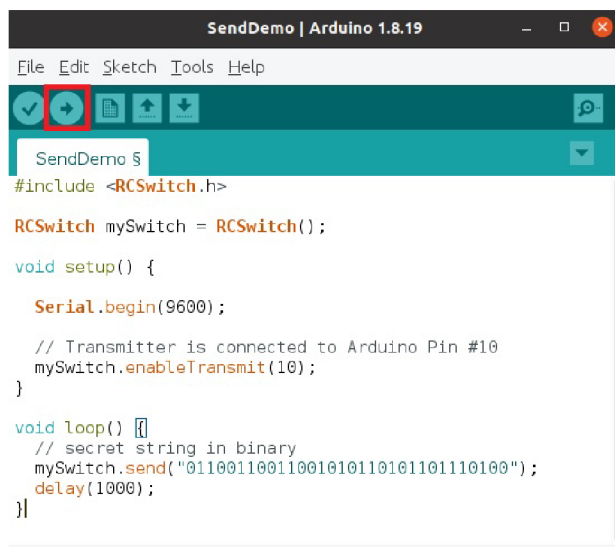 SendDemo | Arduino 1.8.19
File Edit Sketch Tools Help
SendDemo §
#include <RCSwitch.h>
RCSwitch mySwitch = RCSwitch();
void setup() {
Serial.begin(9600);
// Transmitter is connected to Arduino Pin #10
mySwitch.enableTransmit(10);
}
void loop() {
// secret string in binary
mySwitch.send("01100110011001010110101101110100");
delay(1000);
}